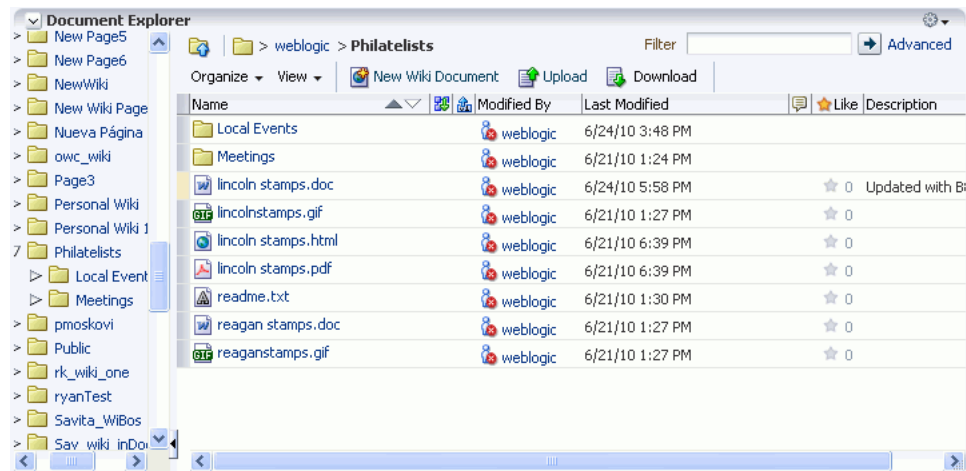 Document Explorer
New Page5
New Page6
NewWiki
New Wiki Page
Nueva Página
owc_wiki
Page3
Personal Wiki
Personal Wiki 1
Philatelists
Local Event
Meetings
pmoskovi
Public
rk_wiki_one
ryanTest
Savita_WiBos
Sav_wiki_inDo
> weblogic > Philatelists
Filter
Advanced
Organize View New Wiki Document Upload Download
Name Modified By Last Modified Like Description
Local Events weblogic 6/24/10 3:48 PM
Meetings weblogic 6/21/10 1:24 PM
lincoln stamps.doc weblogic 6/24/10 5:58 PM 0 Updated with
lincolnstamps.gif weblogic 6/21/10 1:27 PM 0
lincoln stamps.html weblogic 6/21/10 6:39 PM 0
lincoln stamps.pdf weblogic 6/21/10 6:39 PM 0
readme.txt weblogic 6/21/10 1:30 PM 0
reagan stamps.doc weblogic 6/21/10 1:27 PM 0
reaganstamps.gif weblogic 6/21/10 1:27 PM 0